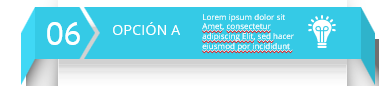 06
OPCIÓN A
Lorem ipsum dolor sit
Amet, consectetur
adipiscing Elit, sed hacer
eiusmod por incididunt